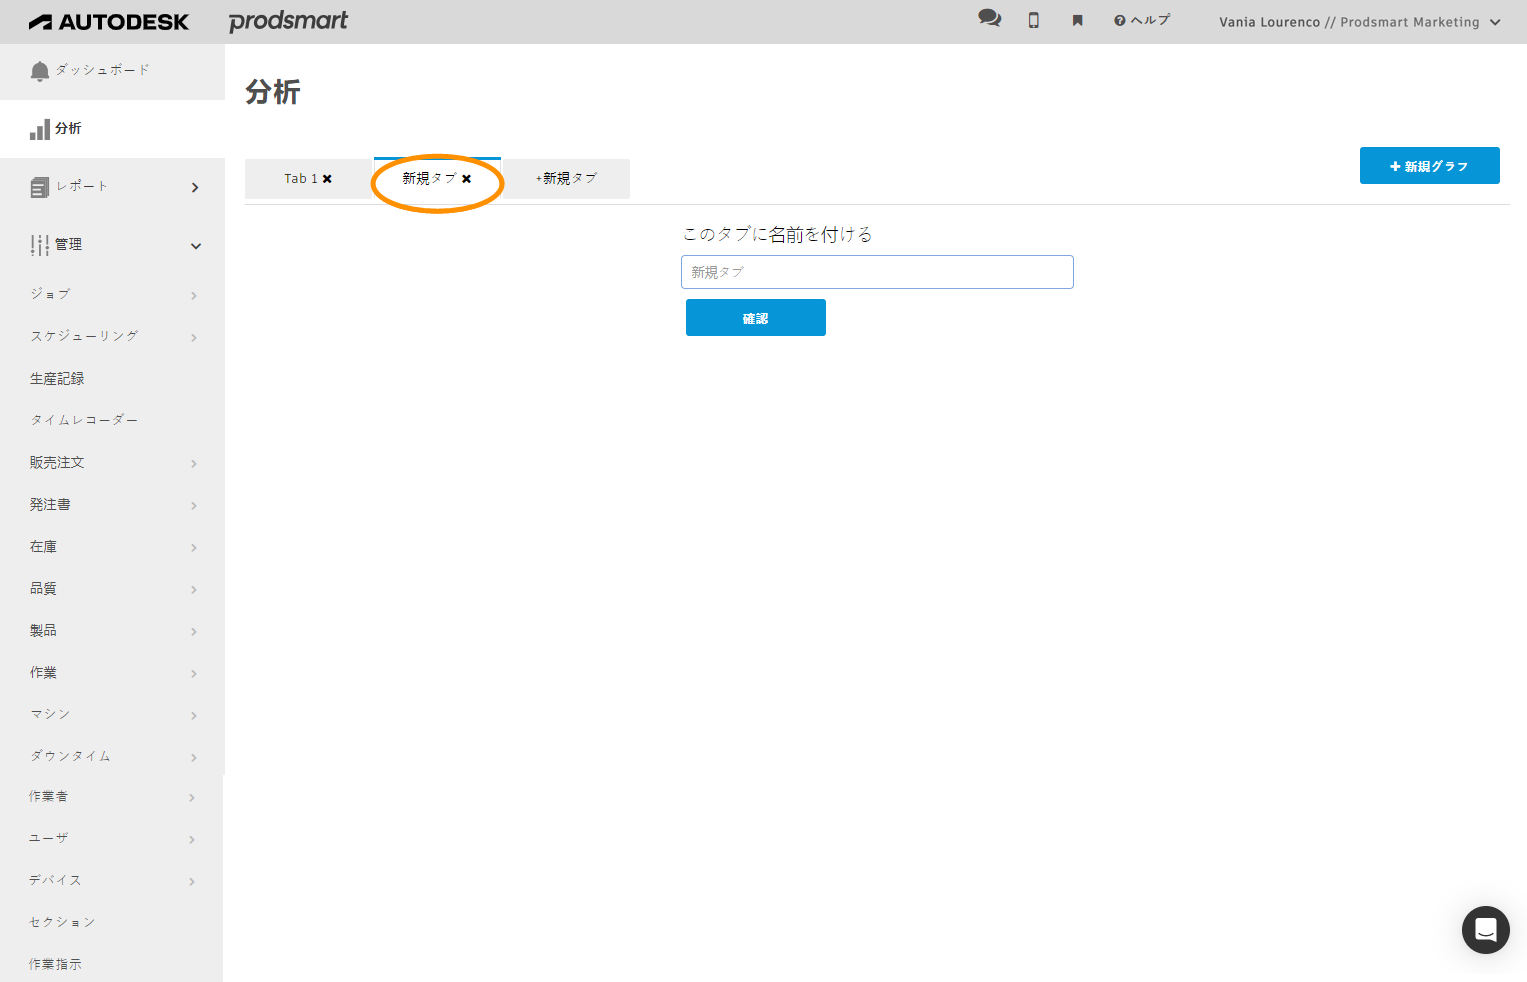 AUTODESK prodsmart ヘルプ Vania Lourenco // Prodsmart Marketing
ダッシュボード
分析
レポート
管理
ジョブ
スケジューリング
生産記録
タイムレコーダー
販売注文
発注書
在庫
品質
製品
作業
マシン
ダウンタイム
作業者
ユーザ
デバイス
セクション
作業指示
分析
Tab 1 ✖ 新規タブ ✖ +新規タブ
+ 新規グラフ
このタブに名前を付ける
新規タブ
確認